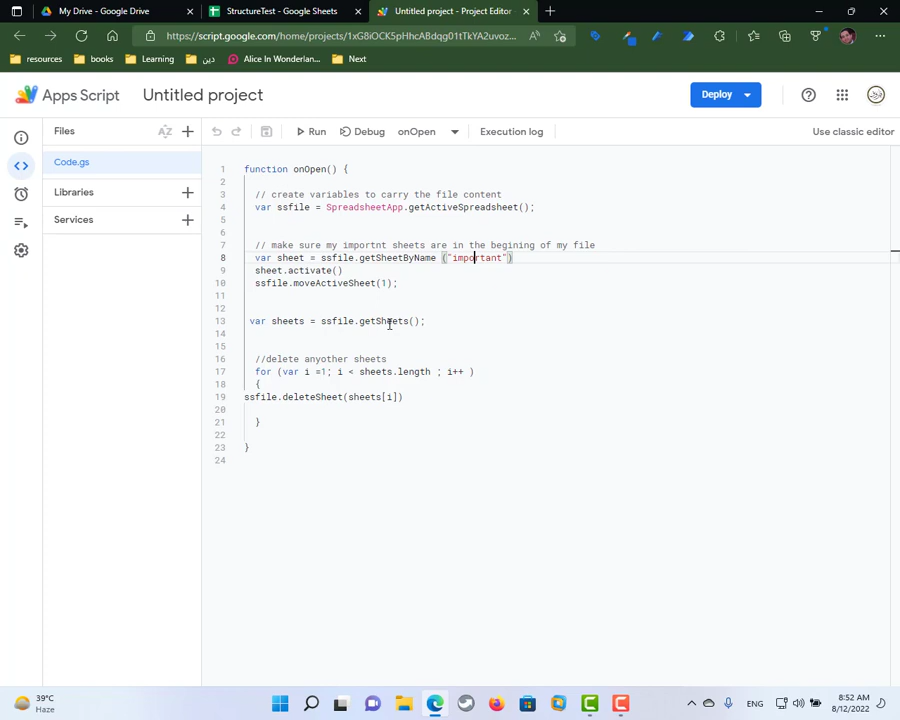 My Drive - Google Drive
StructureTest - Google Sheets
Untitled project - Project Editor
https://script.google.com/home/projects/1xG8iOCK5pHhcABdqg01tTkYA2uvoz...
resources
books
Learning
دين
Alice In Wonderlan...
Next
Apps Script
Untitled project
Deploy
Files
AZ
Run
Debug
onOpen
Execution log
Use classic editor
Code.gs
Libraries
Services
1 function onOpen() {
2
3 // create variables to carry the file content
4 var ssfile = SpreadsheetApp.getActiveSpreadsheet();
5
6
7 // make sure my importnt sheets are in the begining of my file
8 var sheet = ssfile.getSheetByName ("important")
9 sheet.activate()
10 ssfile.moveActiveSheet(1);
11
12
13 var sheets = ssfile.getSheets();
14
15
16 //delete anyother sheets
17 for (var i =1; i < sheets.length ; i++ )
18 {
19 ssfile.deleteSheet(sheets[i])
20
21 }
22
23 }
24
39°C
Haze
ENG
8:52 AM
8/12/2022